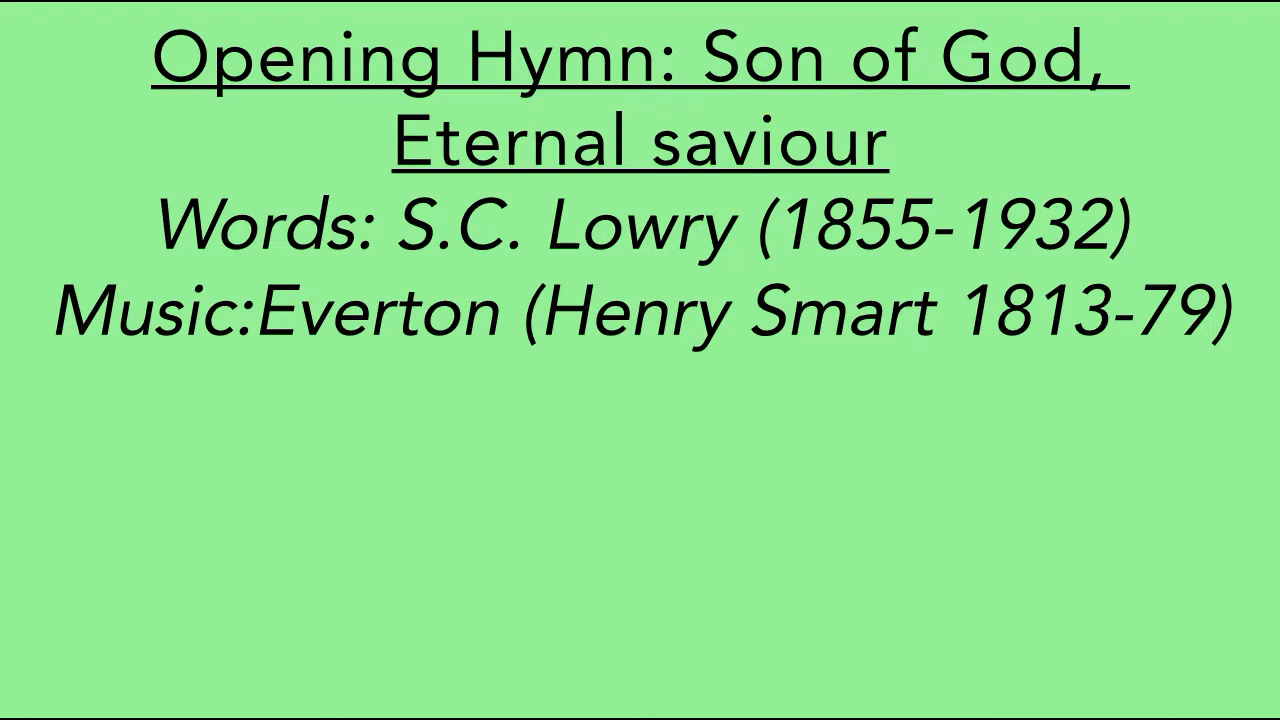 Opening Hymn: Son of God,
Eternal saviour
Words: S.C. Lowry (1855-1932)
Music:Everton (Henry Smart 1813-79)